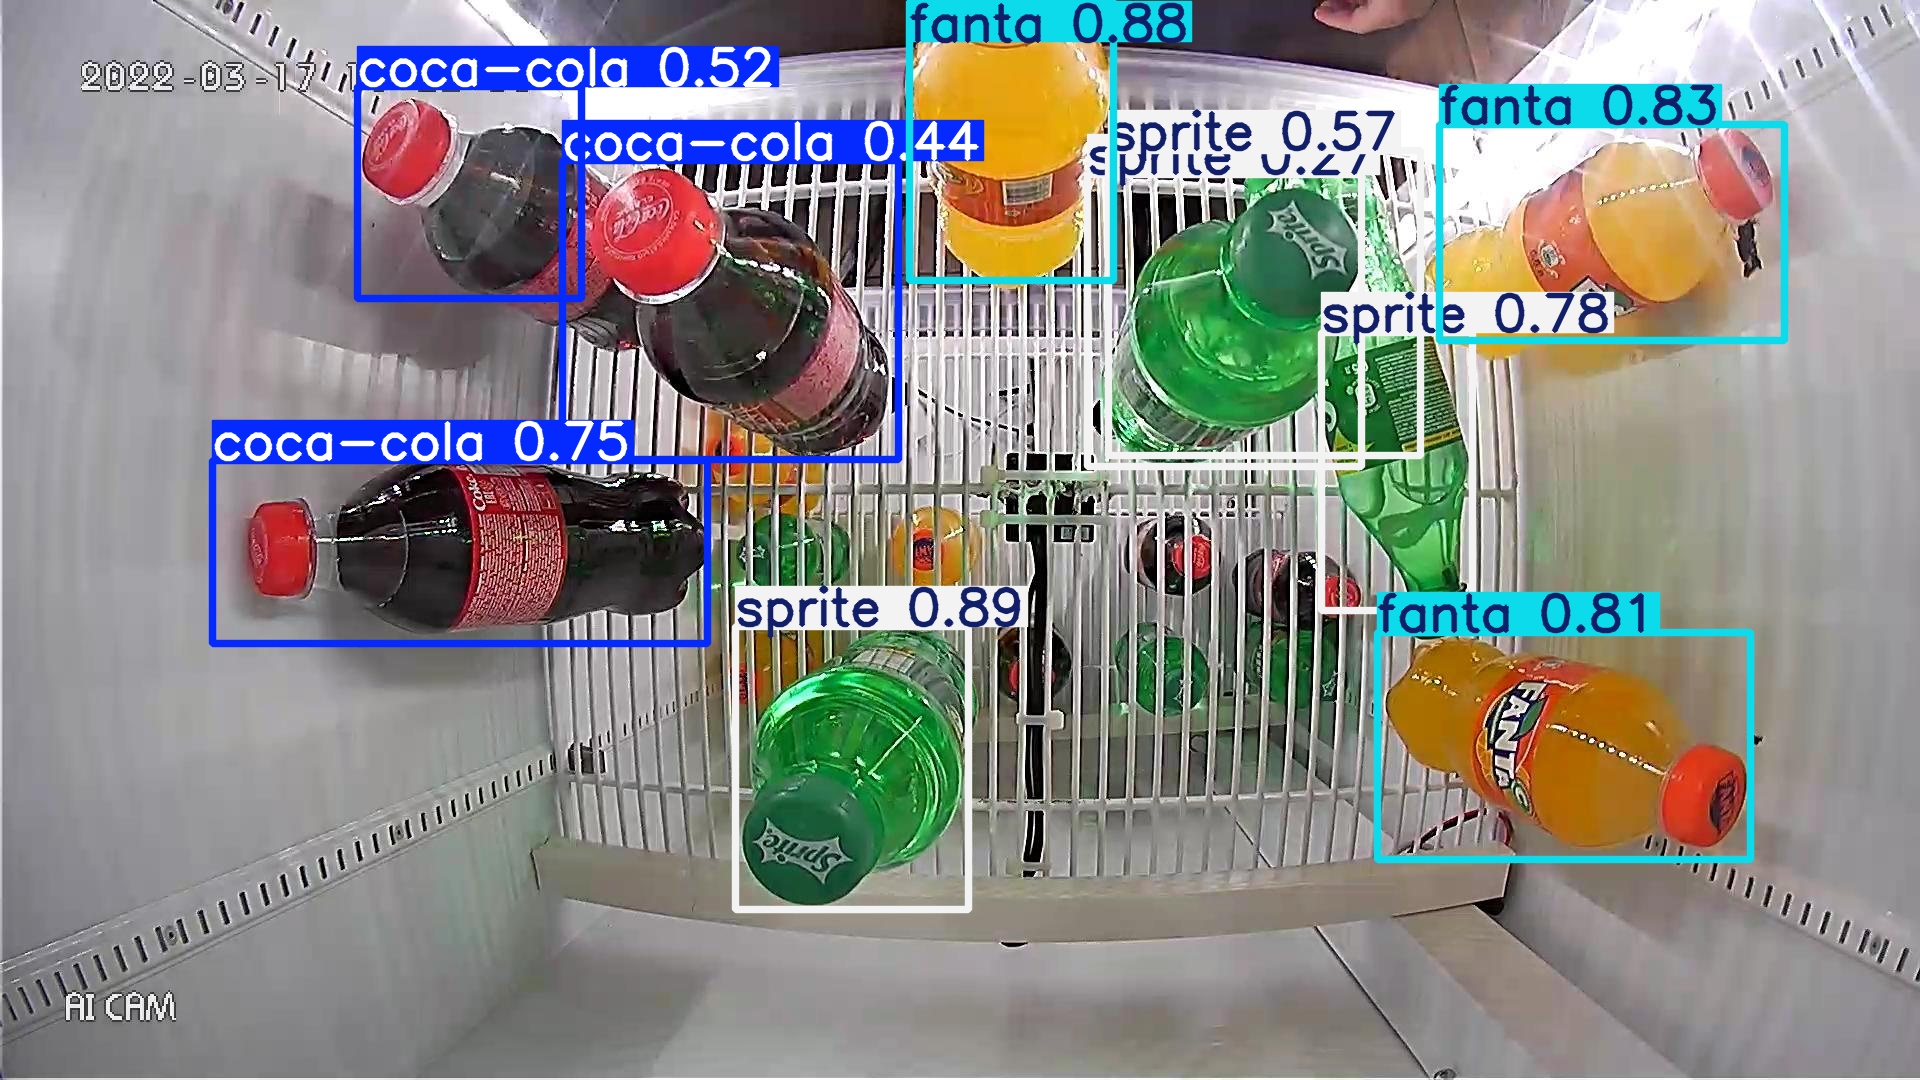 fanta 0.88
coca-cola 0.52
2022-03-17
fanta 0.83
sprite 0.57
coca-cola 0.44
sprite 0.27
Sprite
sprite 0.78
coca-cola 0.75
sprite 0.89
fanta 0.81
FANTA
Sprite
AI CAM